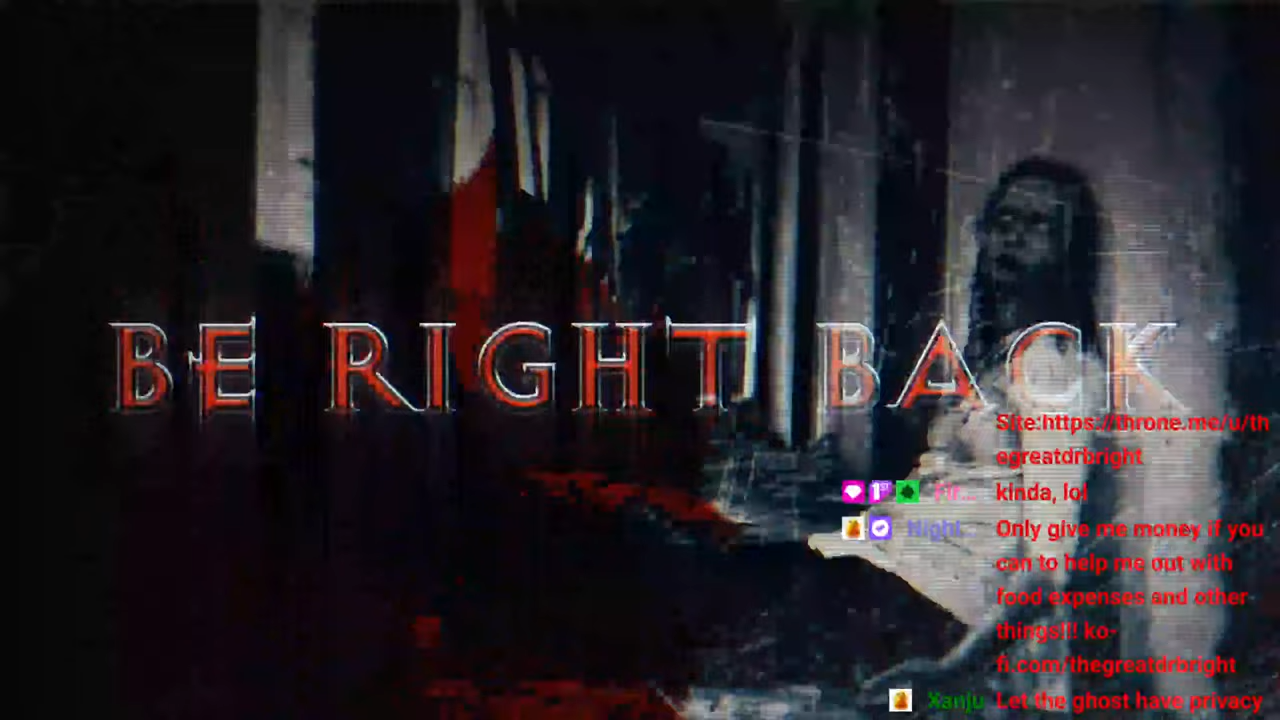 BE RIGHT BACK
Site:https://throne.me/u/th
egreatdrbright
Fir... kinda, lol
Night... Only give me money if you
can to help me out with
food expenses and other
things!!! ko-
fi.com/thegreatdrbright
Xanju Let the ghost have privacy